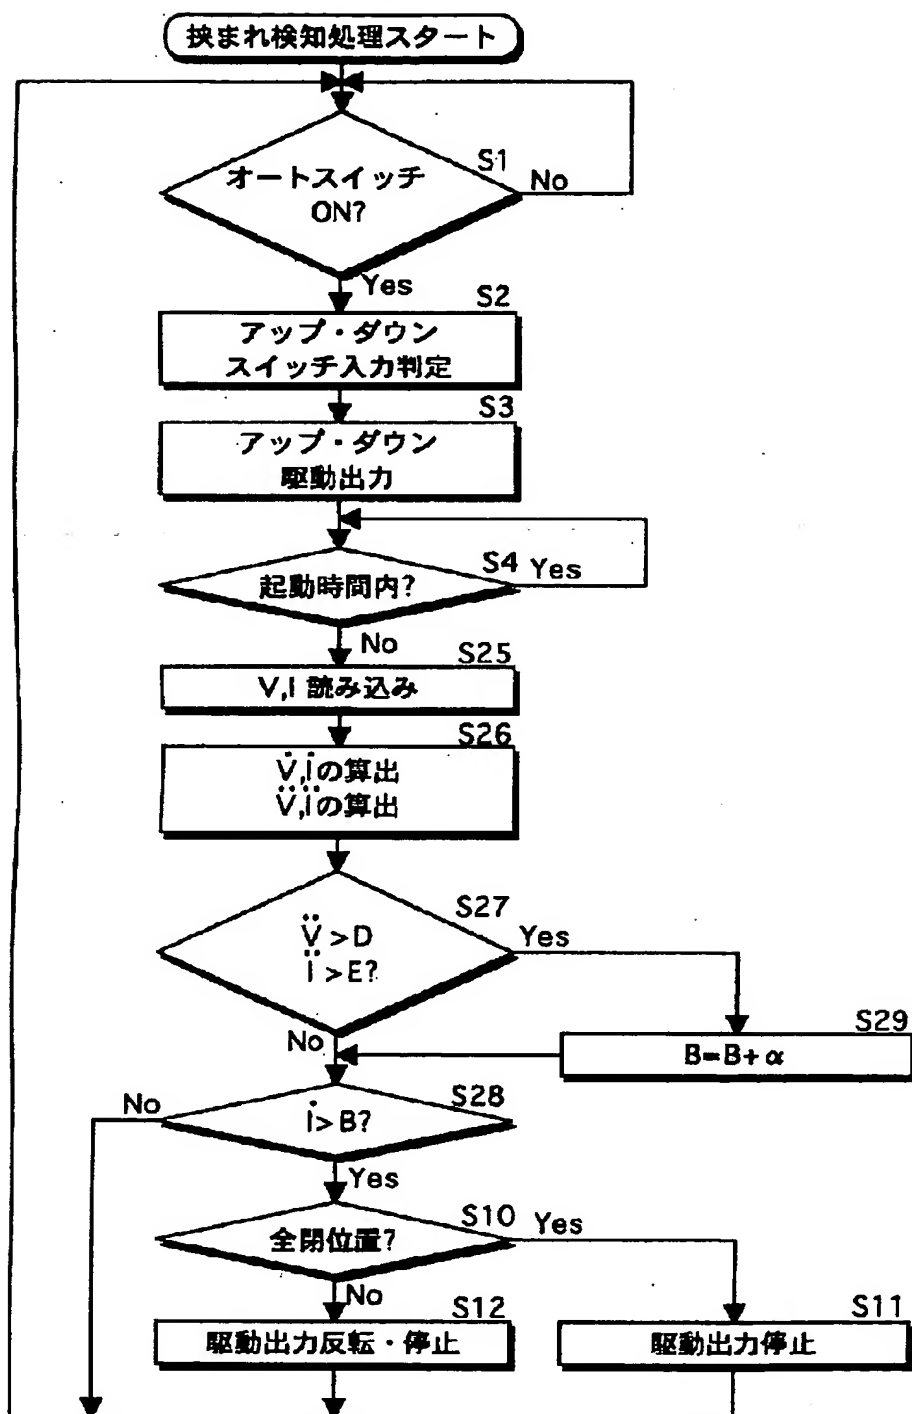 挟まれ検知処理スタート
S1
オートスイッチ
ON?
No
Yes
S2
アップ・ダウン
スイッチ入力判定
S3
アップ・ダウン
駆動出力
S4
起動時間内?
Yes
No
S25
V,I 読み込み
S26
V̇,İの算出
V̈,Ïの算出
S27
V̈>D
Ï>E?
Yes
No
S29
B=B+α
S28
İ>B?
No
Yes
S10
全閉位置?
Yes
No
S12
駆動出力反転・停止
S11
駆動出力停止